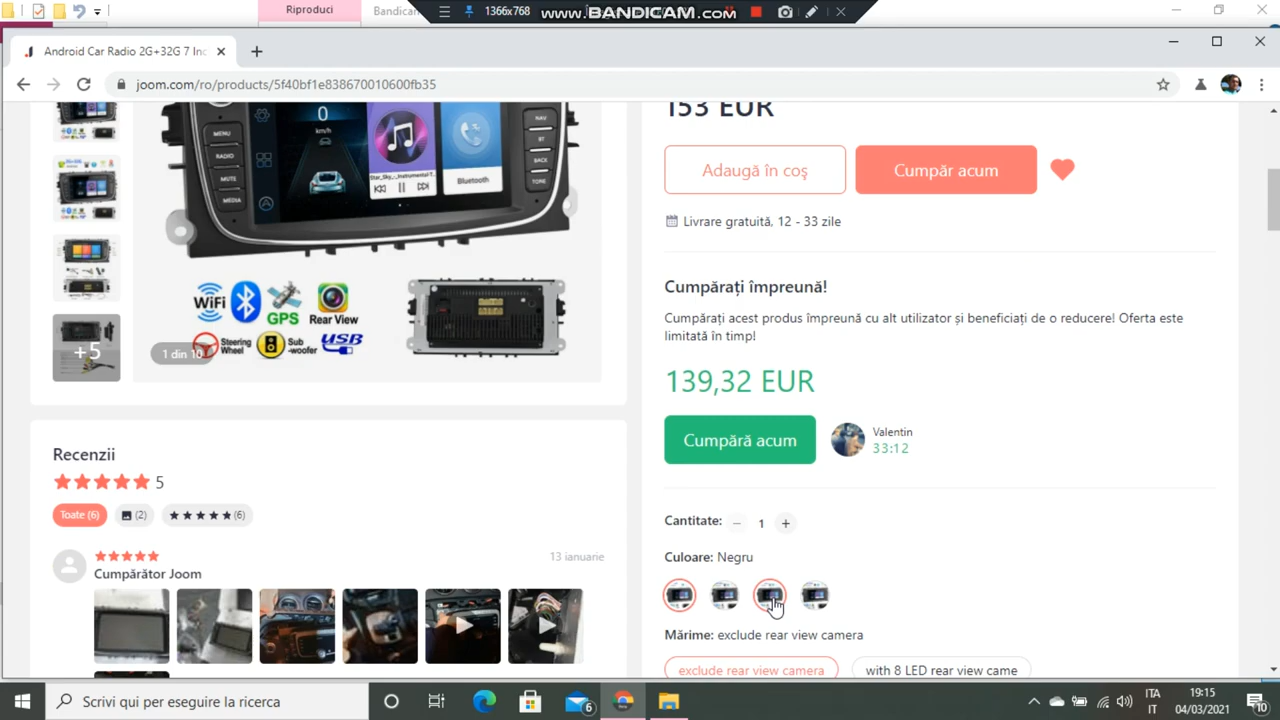 Riproduci
Bandicam
1366x768
www.BANDICAM.com
Android Car Radio 2G+32G 7 Inc
joom.com/ro/products/5f40bf1e838670010600fb35
153 EUR
0
km/h
MENU
RADIO
MUTE
MEDIA
NAV
BT
BACK
TONE
Bluetooth
Adaugă în coș
Cumpăr acum
Livrare gratuită, 12 - 33 zile
WiFi
GPS
Rear View
Steering Wheel
Sub -woofer
USB
+5
1 din 10
Cumpărați împreună!
Cumpărați acest produs împreună cu alt utilizator și beneficiați de o reducere! Oferta este
limitată în timp!
139,32 EUR
Cumpără acum
Valentin
33:12
Recenzii
5
Toate (6)
(2)
(6)
13 ianuarie
Cumpărător Joom
Cantitate: − 1 +
Culoare: Negru
Mărime: exclude rear view camera
exclude rear view camera
with 8 LED rear view came
Scrivi qui per eseguire la ricerca
6
ITA
IT
19:15
04/03/2021
10